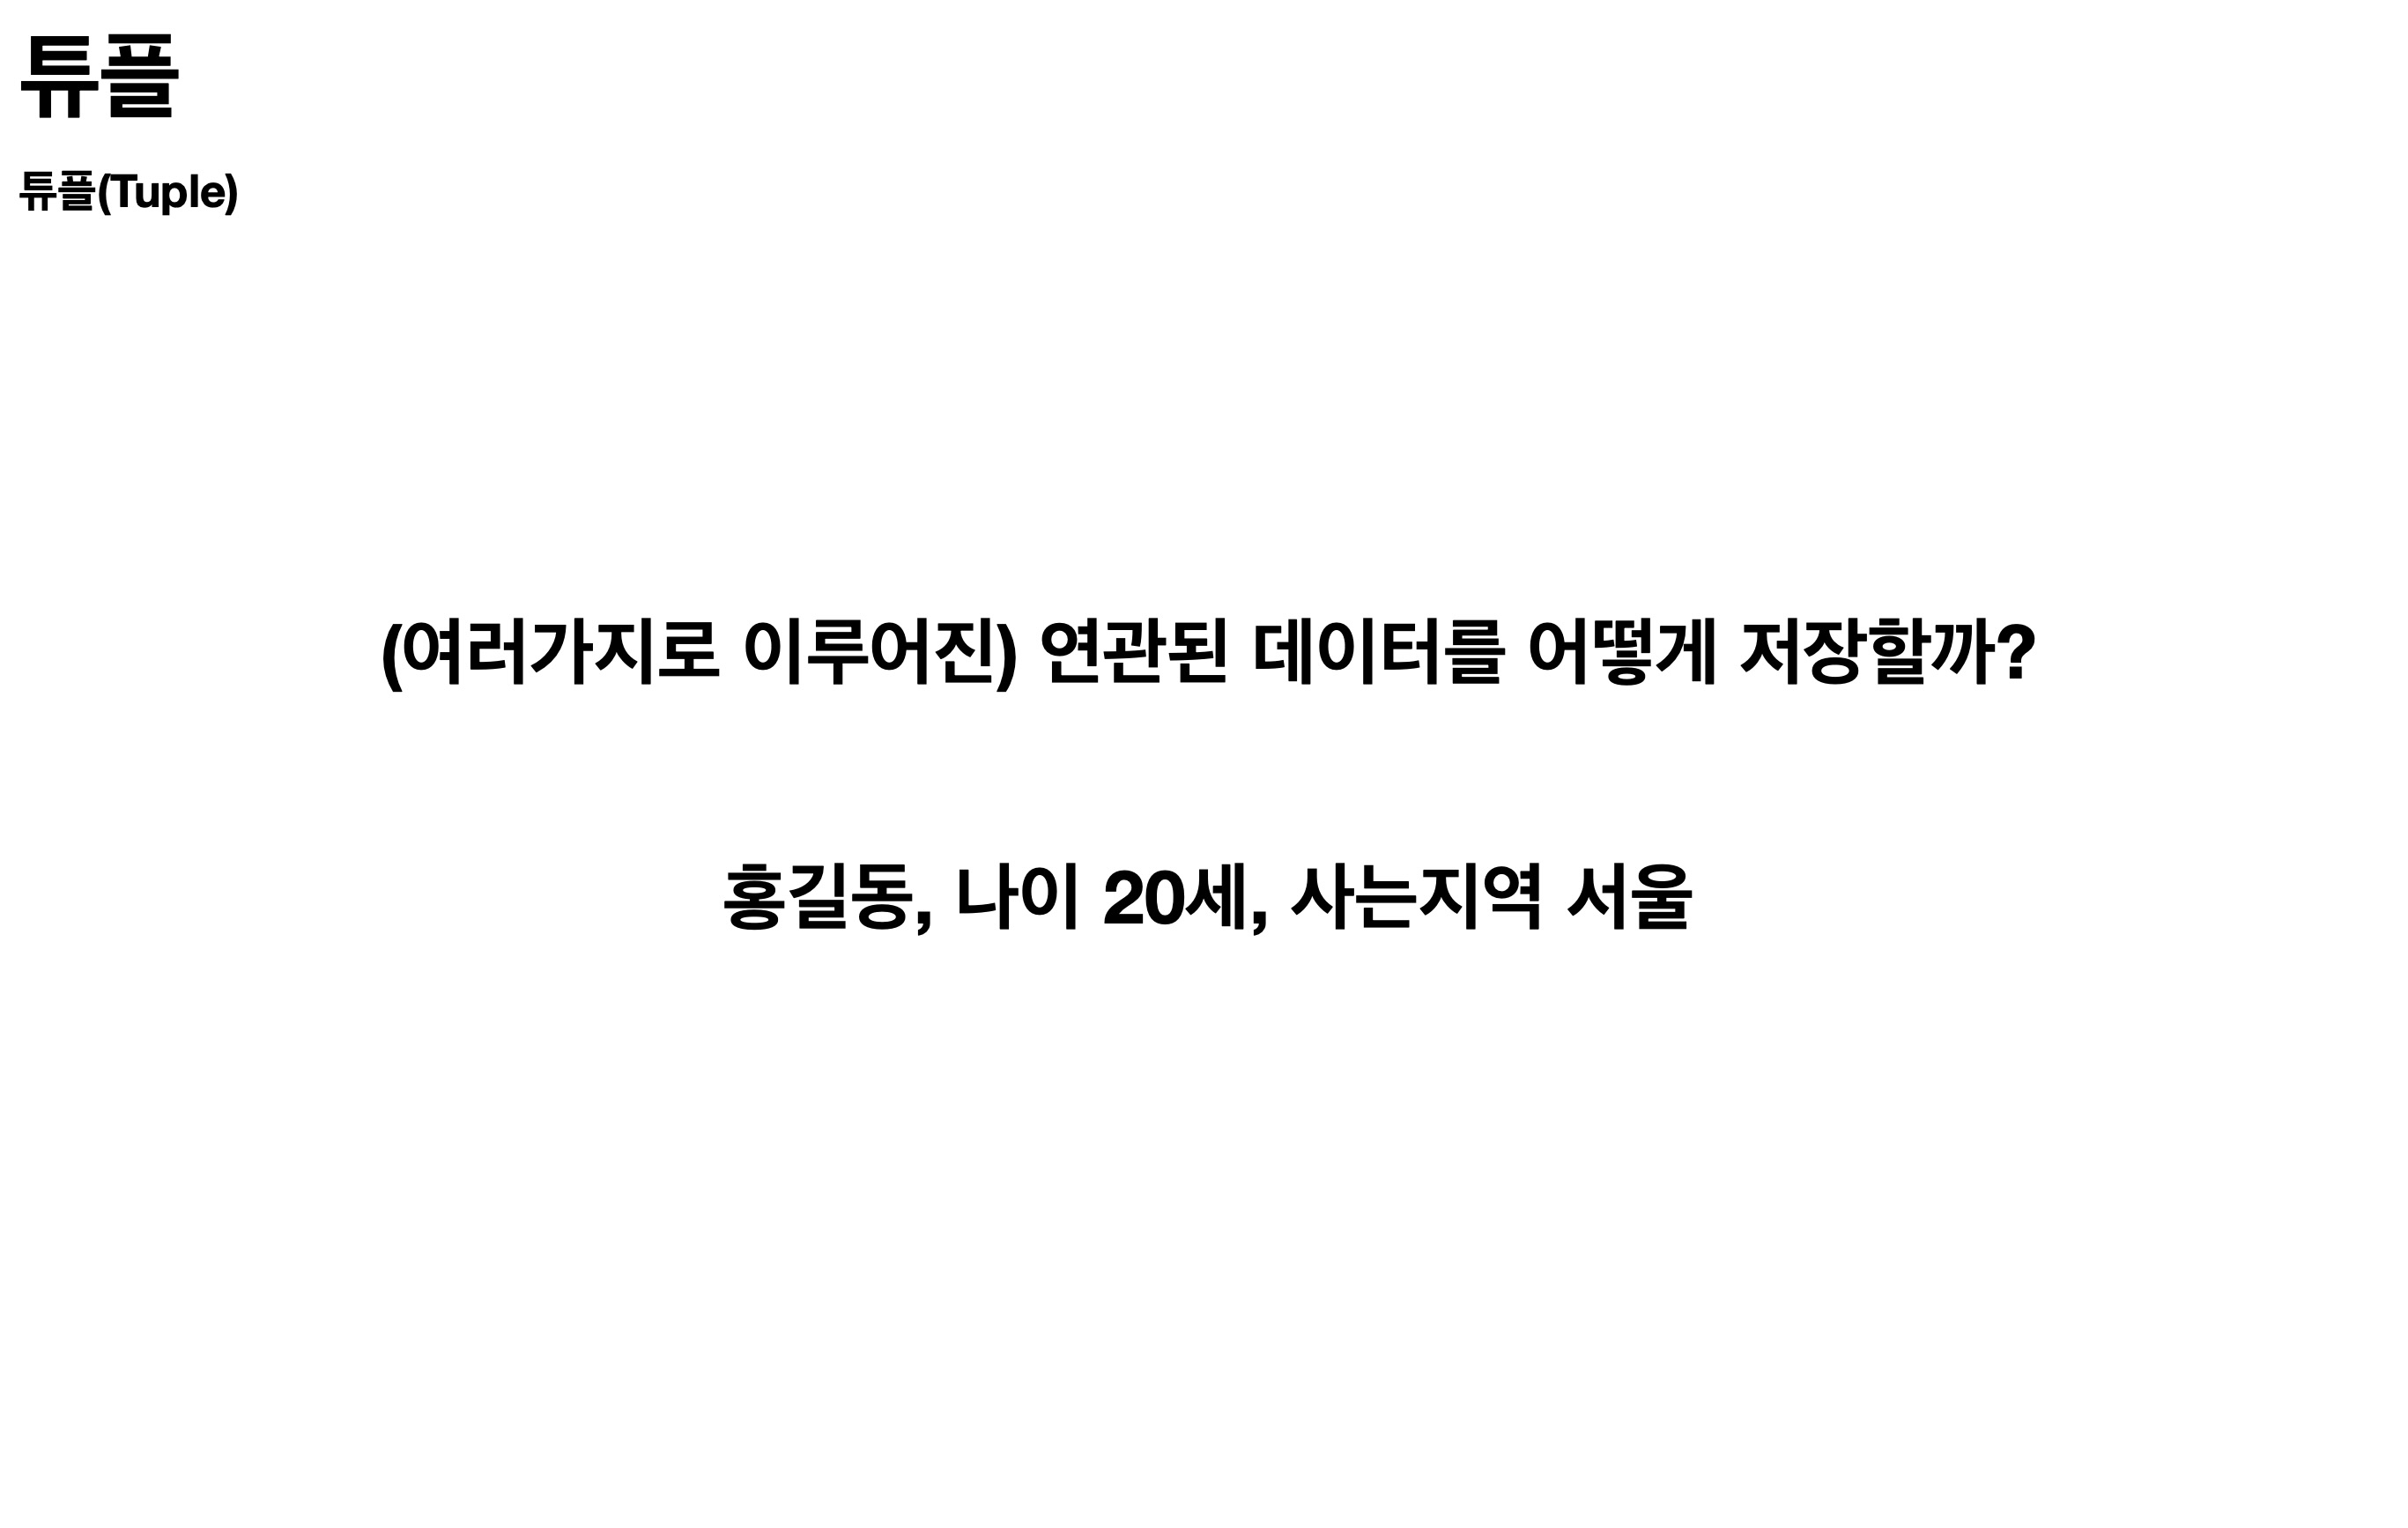 튜플
튜플(Tuple)
(여러가지로 이루어진) 연관된 데이터를 어떻게 저장할까?
홍길동, 나이 20세, 사는지역 서울